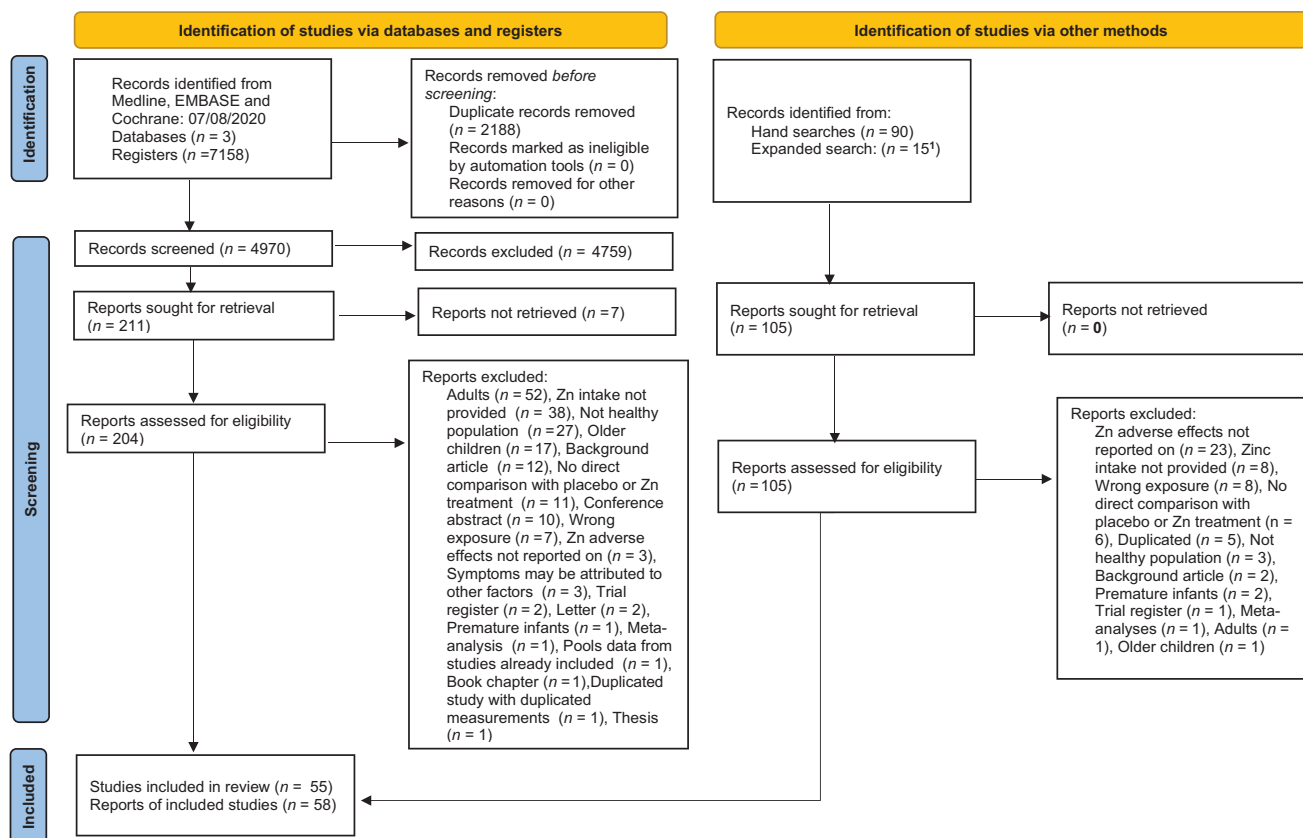 Identification of studies via databases and registers
Identification of studies via other methods
Identification
Records identified from
Medline, EMBASE and
Cochrane: 07/08/2020
Databases (n = 3)
Registers (n =7158)
Records removed before
screening:
Duplicate records removed
(n = 2188)
Records marked as ineligible
by automation tools (n = 0)
Records removed for other
reasons (n = 0)
Records identified from:
Hand searches (n = 90)
Expanded search: (n = 15¹)
Screening
Records screened (n = 4970)
Records excluded (n = 4759)
Reports sought for retrieval
(n = 211)
Reports not retrieved (n =7)
Reports sought for retrieval
(n = 105)
Reports not retrieved
(n = 0)
Reports assessed for eligibility
(n = 204)
Reports excluded:
Adults (n = 52), Zn intake not
provided (n = 38), Not healthy
population (n =27), Older
children (n =17), Background
article (n =12), No direct
comparison with placebo or Zn
treatment (n = 11), Conference
abstract (n = 10), Wrong
exposure (n =7), Zn adverse
effects not reported on (n = 3),
Symptoms may be attributed to
other factors (n = 3), Trial
register (n = 2), Letter (n = 2),
Premature infants (n = 1), Meta-
analysis (n =1), Pools data from
studies already included (n = 1),
Book chapter (n =1),Duplicated
study with duplicated
measurements (n = 1), Thesis
(n = 1)
Reports assessed for eligibility
(n = 105)
Reports excluded:
Zn adverse effects not
reported on (n = 23), Zinc
intake not provided (n =8),
Wrong exposure (n =8), No
direct comparison with
placebo or Zn treatment (n =
6), Duplicated (n = 5), Not
healthy population (n = 3),
Background article (n = 2),
Premature infants (n = 2),
Trial register (n = 1), Meta-
analyses (n = 1), Adults (n =
1), Older children (n = 1)
Included
Studies included in review (n = 55)
Reports of included studies (n = 58)